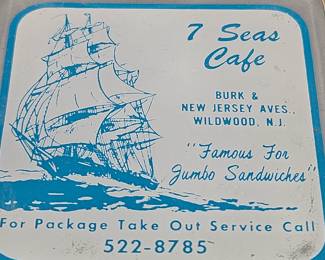 7 Seas
Cafe
BURK &
NEW JERSEY AVES.,
WILDWOOD, N.J.
"Famous For
Jumbo Sandwiches"
For Package Take Out Service Call
522-8785